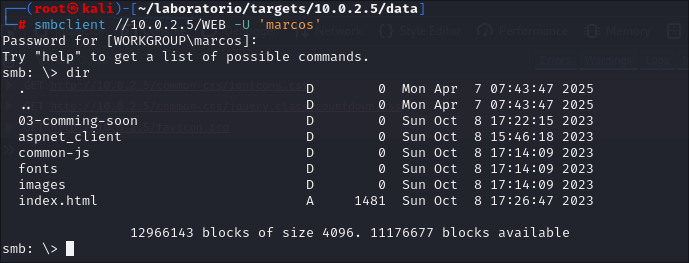 ┌──(root㉿kali)-[~/laboratorio/targets/10.0.2.5/data]
└─# smbclient //10.0.2.5/WEB -U 'marcos'
Password for [WORKGROUP\marcos]:
Try "help" to get a list of possible commands.
smb: \> dir
  .                                   D        0  Mon Apr  7 07:43:47 2025
  ..                                  D        0  Mon Apr  7 07:43:47 2025
  03-comming-soon                     D        0  Sun Oct  8 17:22:15 2023
  aspnet_client                       D        0  Sun Oct  8 15:46:18 2023
  common-js                           D        0  Sun Oct  8 17:14:09 2023
  fonts                               D        0  Sun Oct  8 17:14:09 2023
  images                              D        0  Sun Oct  8 17:14:09 2023
  index.html                          A     1481  Sun Oct  8 17:26:47 2023
                12966143 blocks of size 4096. 11176677 blocks available
smb: \>